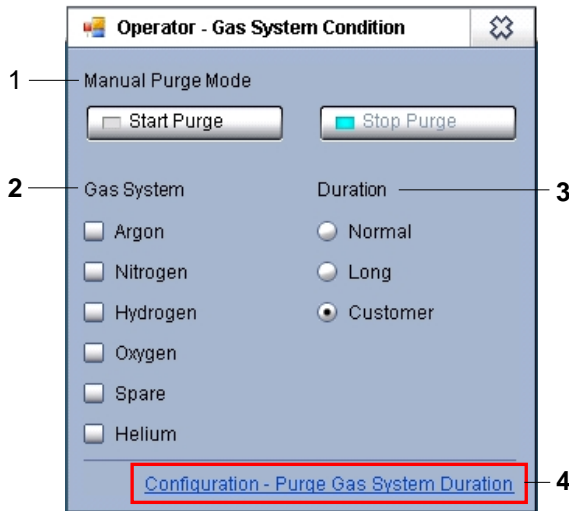 Operator - Gas System Condition
1 Manual Purge Mode
Start Purge Stop Purge
2 Gas System Duration 3
Argon Normal
Nitrogen Long
Hydrogen Customer
Oxygen
Spare
Helium
Configuration - Purge Gas System Duration 4